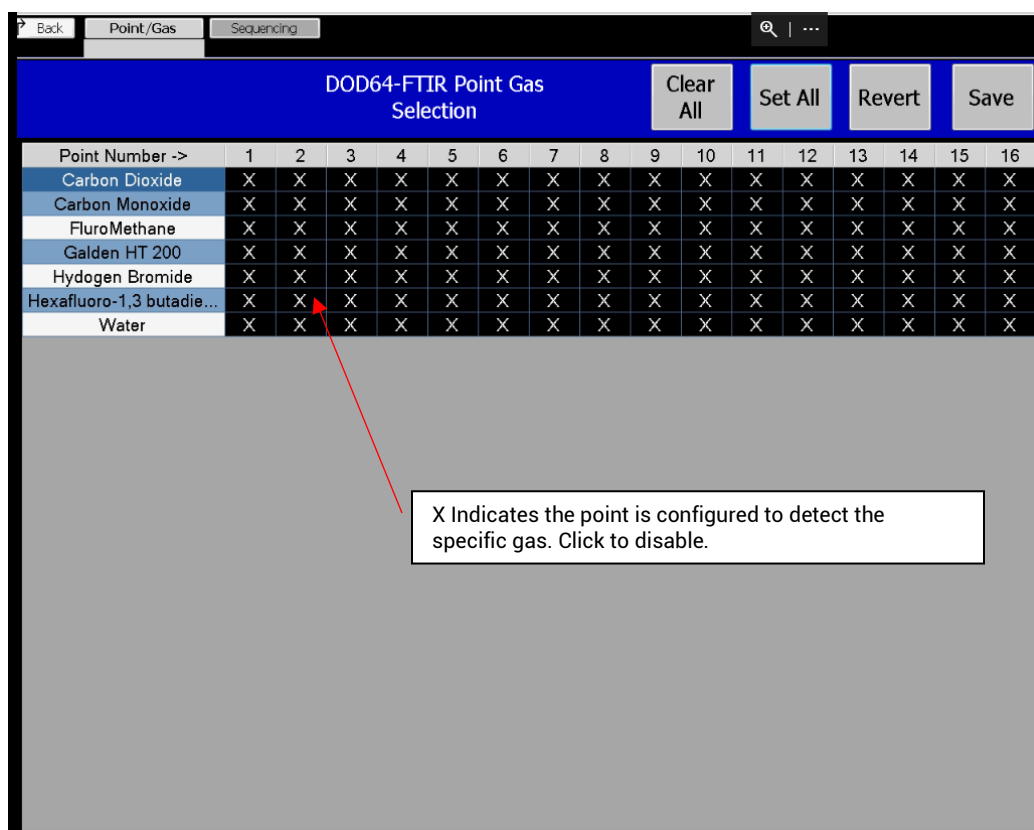 Back Point/Gas Sequencing
DOD64-FTIR Point Gas
Selection
Clear
All
Set All
Revert
Save
Point Number -> 1 2 3 4 5 6 7 8 9 10 11 12 13 14 15 16
Carbon Dioxide X X X X X X X X X X X X X X X X
Carbon Monoxide X X X X X X X X X X X X X X X X
FluroMethane X X X X X X X X X X X X X X X X
Galden HT 200 X X X X X X X X X X X X X X X X
Hydogen Bromide X X X X X X X X X X X X X X X X
Hexafluoro-1,3 butadie... X X X X X X X X X X X X X X X X
Water X X X X X X X X X X X X X X X X
X Indicates the point is configured to detect the
specific gas. Click to disable.